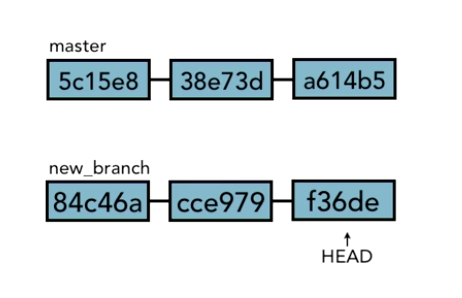 master
5c15e8 38e73d a614b5
new_branch
84c46a cce979 f36de
HEAD